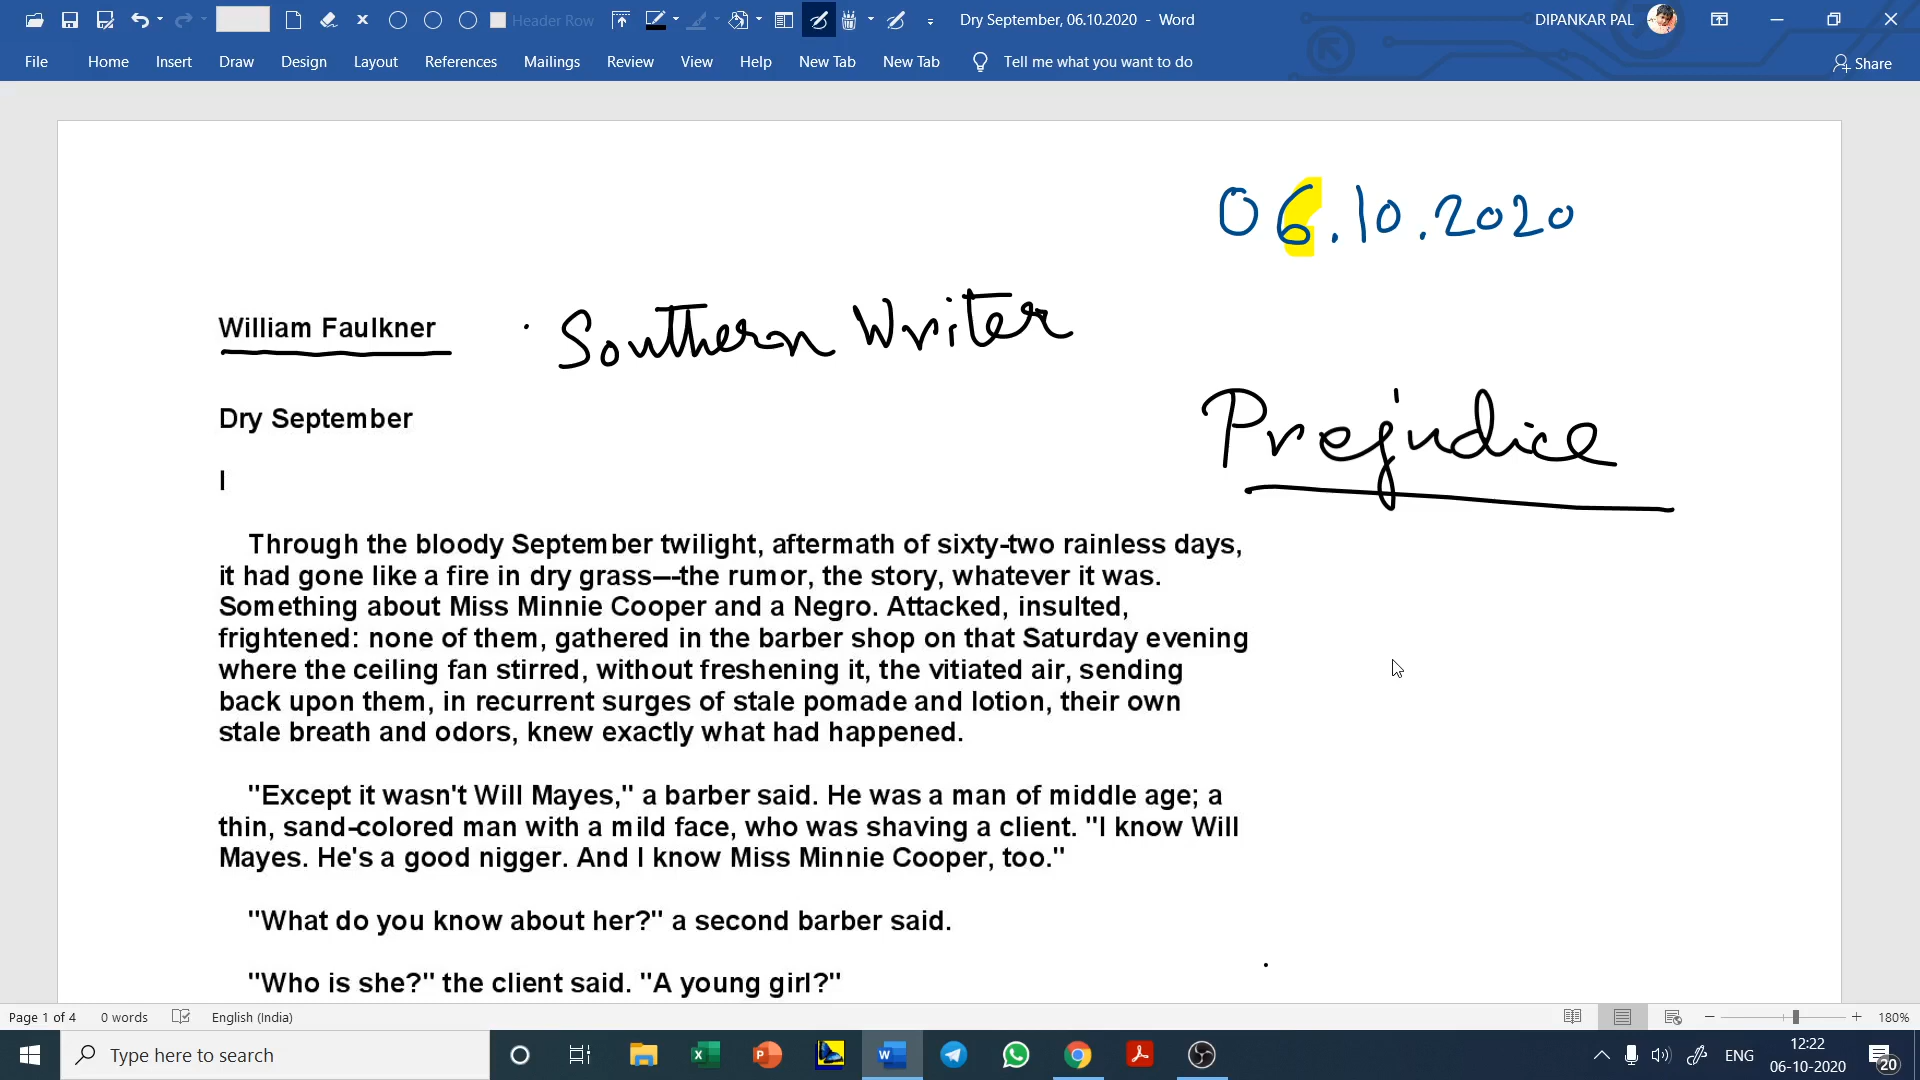 Header Row
Dry September, 06.10.2020 - Word
DIPANKAR PAL
File Home Insert Draw Design Layout References Mailings Review View Help New Tab New Tab Tell me what you want to do
Share
06.10.2020
William Faulkner
Southern Writer
Dry September
Prejudice
I
Through the bloody September twilight, aftermath of sixty-two rainless days,
it had gone like a fire in dry grass—-the rumor, the story, whatever it was.
Something about Miss Minnie Cooper and a Negro. Attacked, insulted,
frightened: none of them, gathered in the barber shop on that Saturday evening
where the ceiling fan stirred, without freshening it, the vitiated air, sending
back upon them, in recurrent surges of stale pomade and lotion, their own
stale breath and odors, knew exactly what had happened.
"Except it wasn't Will Mayes," a barber said. He was a man of middle age; a
thin, sand-colored man with a mild face, who was shaving a client. "I know Will
Mayes. He's a good nigger. And I know Miss Minnie Cooper, too."
"What do you know about her?" a second barber said.
"Who is she?" the client said. "A young girl?"
Page 1 of 4 0 words English (India) 180%
Type here to search
ENG
12:22
06-10-2020
20